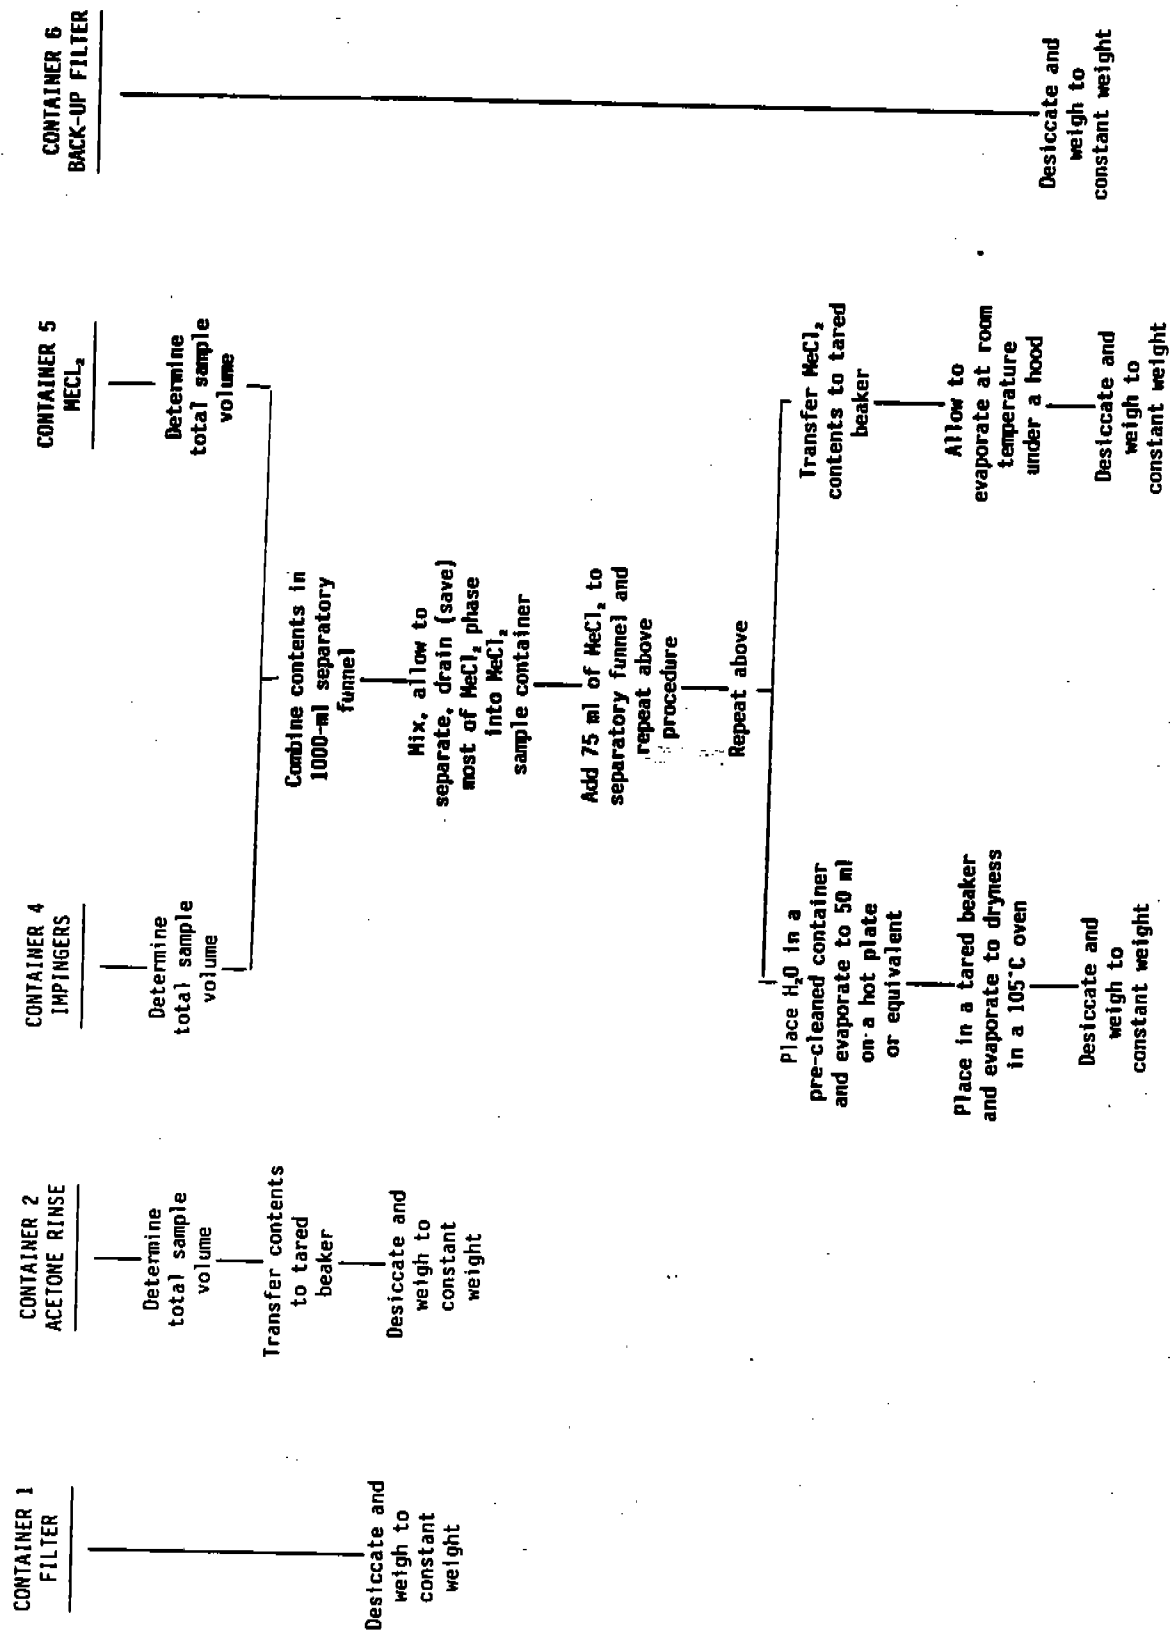 CONTAINER 1
FILTER
Desiccate and
weigh to
constant
weight
CONTAINER 2
ACETONE RINSE
Determine
total sample
volume
Transfer contents
to tared
beaker
Desiccate and
weigh to
constant
weight
CONTAINER 4
IMPINGERS
Determine
total sample
volume
CONTAINER 5
MECL₂
Determine
total sample
volume
Combine contents in
1000-ml separatory
funnel
Mix, allow to
separate, drain (save)
most of MeCl₂ phase
into MeCl₂
sample container
Add 75 ml of MeCl₂ to
separatory funnel and
repeat above
procedure
Repeat above
Place H₂O in a
pre-cleaned container
and evaporate to 50 ml
on a hot plate
or equivalent
Place in a tared beaker
and evaporate to dryness
in a 105°C oven
Desiccate and
weigh to
constant weight
Transfer MeCl₂
contents to tared
beaker
Allow to
evaporate at room
temperature
under a hood
Desiccate and
weigh to
constant weight
CONTAINER 6
BACK-UP FILTER
Desiccate and
weigh to
constant weight